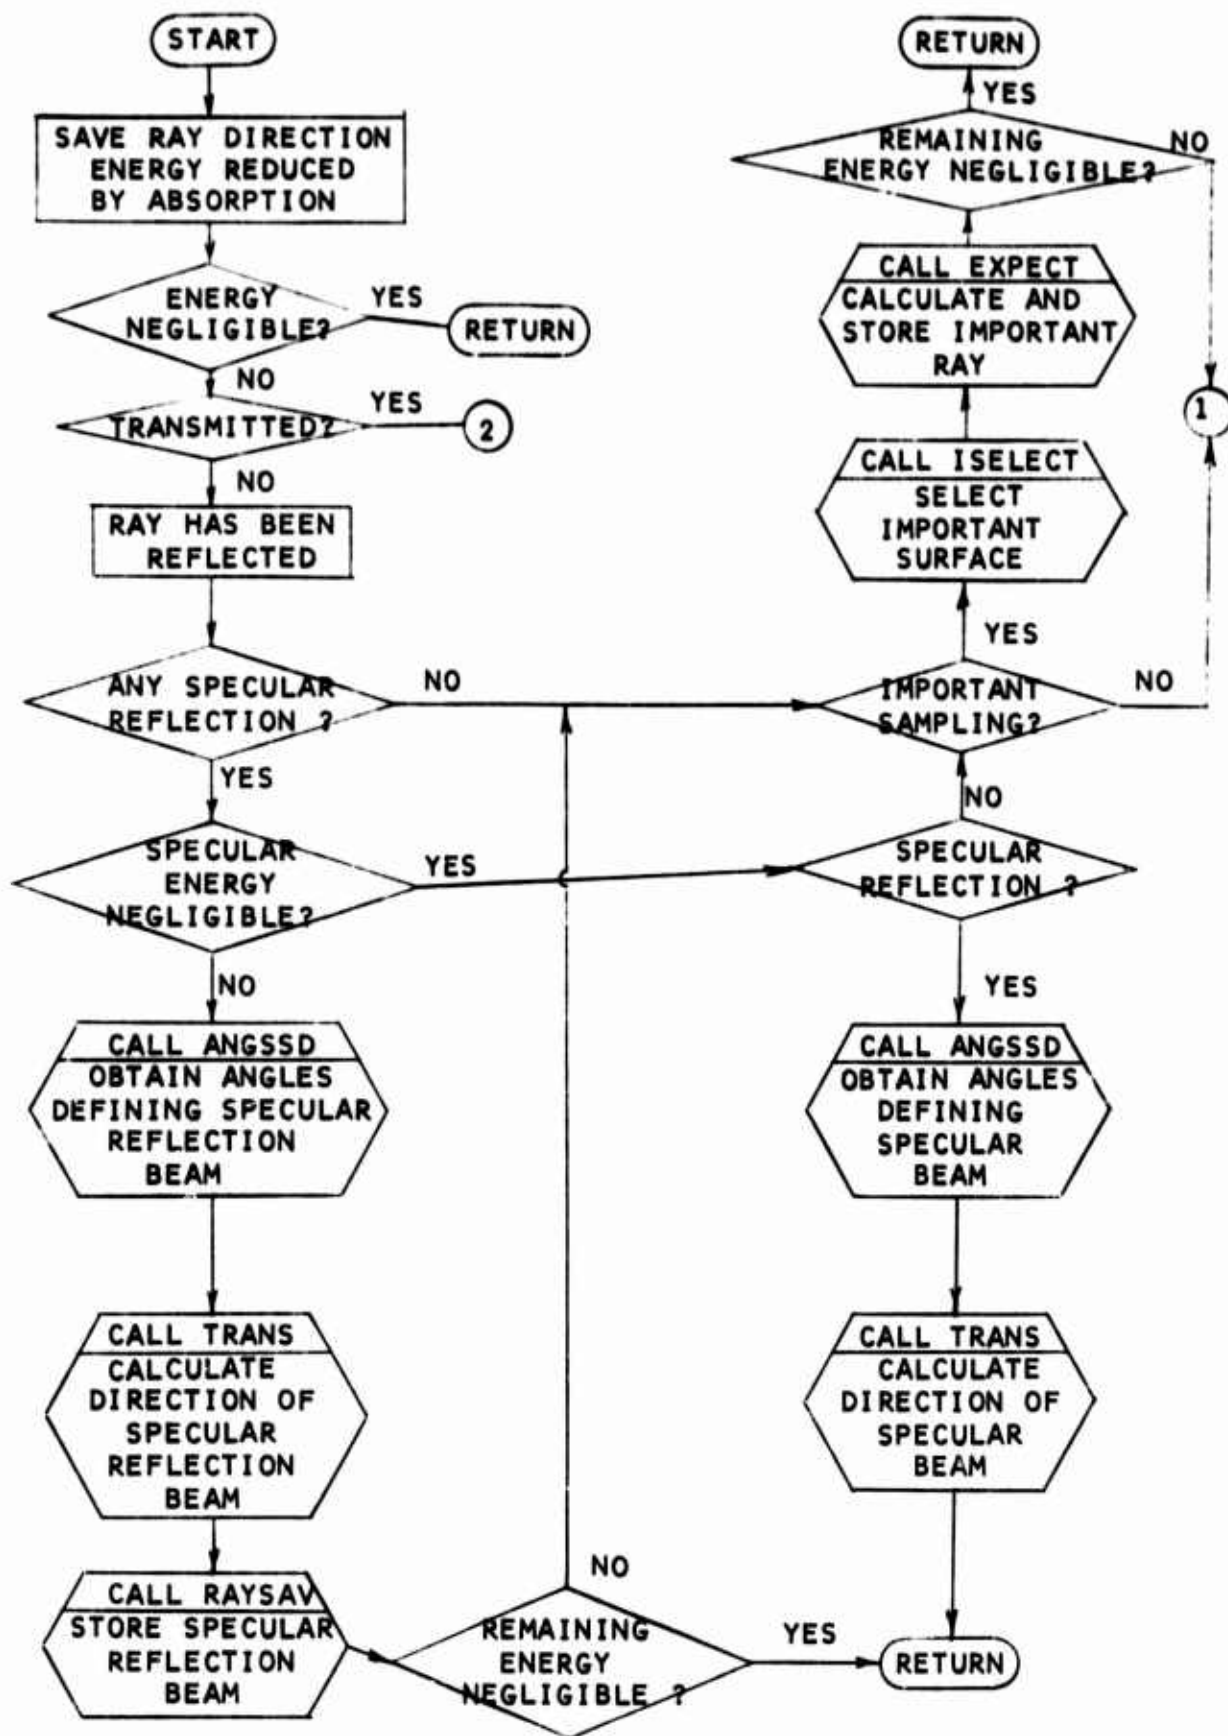 START
SAVE RAY DIRECTION
ENERGY REDUCED
BY ABSORPTION
ENERGY
NEGLIGIBLE?
YES
RETURN
NO
TRANSMITTED?
YES
2
NO
RAY HAS BEEN
REFLECTED
ANY SPECULAR
REFLECTION ?
NO
YES
SPECULAR
ENERGY
NEGLIGIBLE?
YES
NO
CALL ANGSSD
OBTAIN ANGLES
DEFINING SPECULAR
REFLECTION
BEAM
CALL TRANS
CALCULATE
DIRECTION OF
SPECULAR
REFLECTION
BEAM
CALL RAYSAV
STORE SPECULAR
REFLECTION
BEAM
REMAINING
ENERGY
NEGLIGIBLE ?
NO
YES
RETURN
RETURN
YES
REMAINING
ENERGY NEGLIGIBLE?
NO
CALL EXPECT
CALCULATE AND
STORE IMPORTANT
RAY
1
CALL ISELECT
SELECT
IMPORTANT
SURFACE
YES
IMPORTANT
SAMPLING?
NO
NO
SPECULAR
REFLECTION ?
YES
CALL ANGSSD
OBTAIN ANGLES
DEFINING
SPECULAR
BEAM
CALL TRANS
CALCULATE
DIRECTION OF
SPECULAR
BEAM